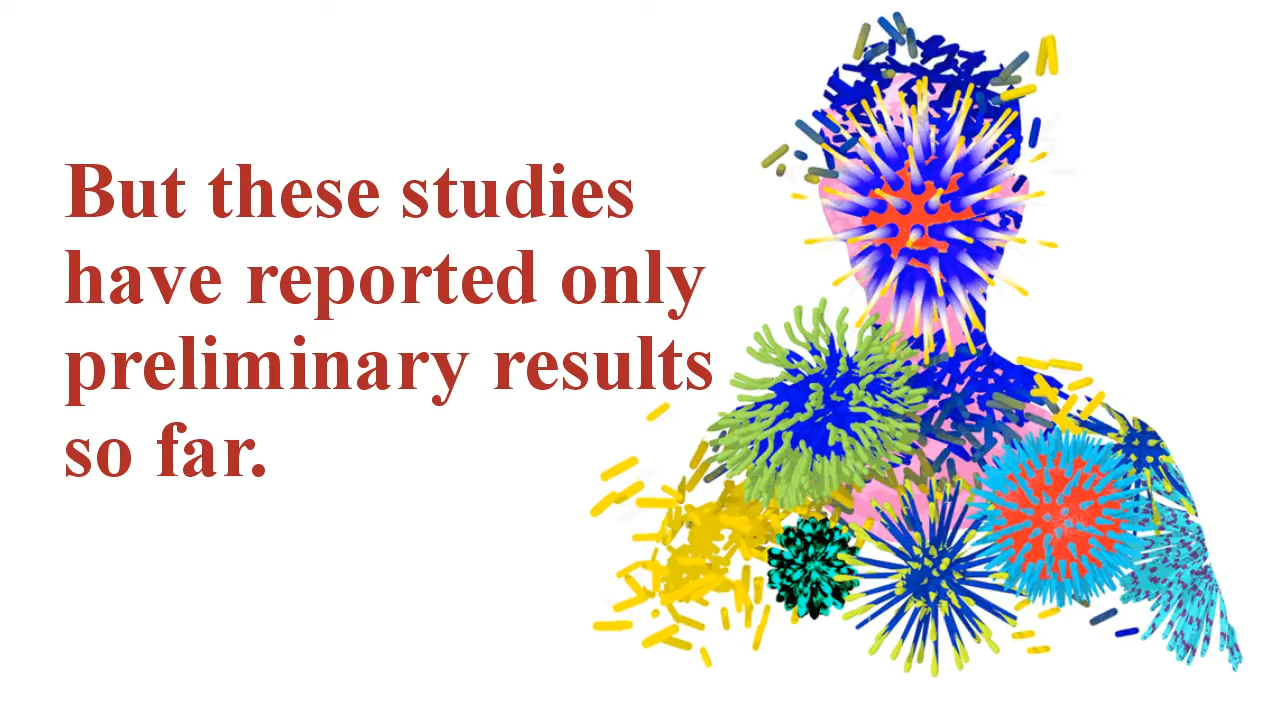 But these studies
have reported only
preliminary results
so far.